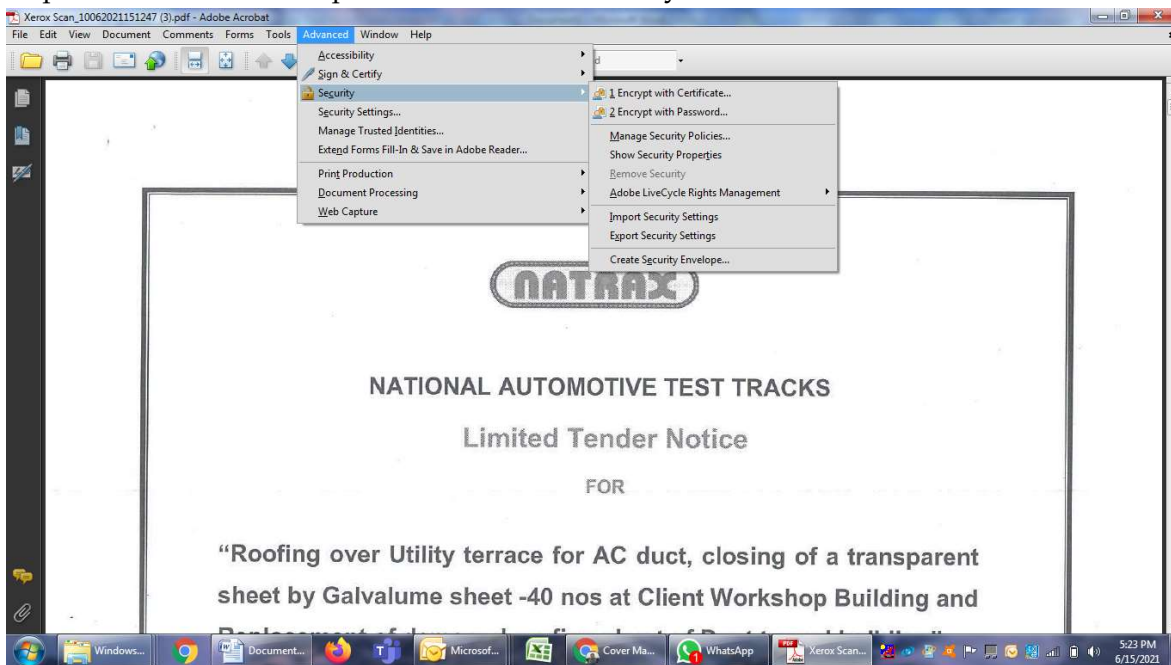 Xerox Scan_10062021151247 (3).pdf - Adobe Acrobat
File Edit View Document Comments Forms Tools Advanced Window Help
Accessibility
Sign & Certify
Security
Security Settings...
Manage Trusted Identities...
Extend Forms Fill-In & Save in Adobe Reader...
Print Production
Document Processing
Web Capture
1 Encrypt with Certificate...
2 Encrypt with Password...
Manage Security Policies...
Show Security Properties
Remove Security
Adobe LiveCycle Rights Management
Import Security Settings
Export Security Settings
Create Security Envelope...
NATRAX
NATIONAL AUTOMOTIVE TEST TRACKS
Limited Tender Notice
FOR
“Roofing over Utility terrace for AC duct, closing of a transparent
sheet by Galvalume sheet -40 nos at Client Workshop Building and
Windows... Document... Microsof... Cover Ma... WhatsApp Xerox Scan... 5:23 PM
6/15/2021